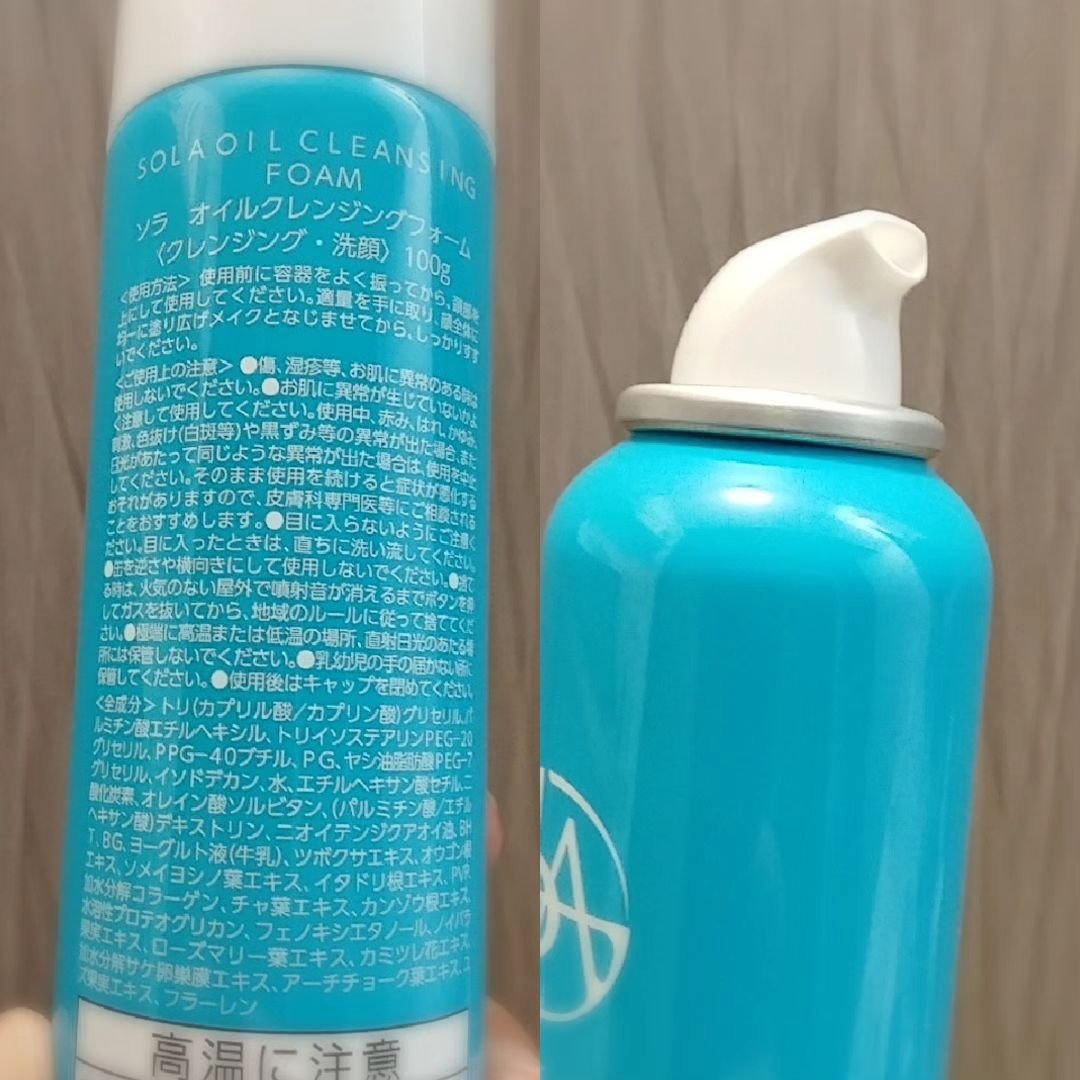 SOLA OIL CLEANSING
FOAM
ソラ オイルクレンジングフォーム
〈クレンジング・洗顔〉100g
<使用方法> 使用前に容器をよく振ってから、頭部を
上にして使用してください。適量を手に取り、顔全体に
均一に塗り広げメイクとなじませてから、しっかりすす
いでください。
<ご使用上の注意> ●傷、湿疹等、お肌に異常のある時は
使用しないでください。●お肌に異常が生じていないかよ
く注意して使用してください。使用中、赤み、はれ、かゆみ、
刺激、色抜け(白斑等)や黒ずみ等の異常が出た場合、また
日光があたって同じような異常が出た場合は、使用を中止
してください。そのまま使用を続けると症状が悪化する
おそれがありますので、皮膚科専門医等にご相談される
ことをおすすめします。●目に入らないようにご注意く
ださい。目に入ったときは、直ちに洗い流してください。
●缶を逆さや横向きにして使用しないでください。●捨て
る時は、火気のない屋外で噴射音が消えるまでボタンを押
してガスを抜いてから、地域のルールに従って捨ててくだ
さい。●極端に高温または低温の場所、直射日光のあたる場
所には保管しないでください。●乳幼児の手の届かない所に
保管してください。●使用後はキャップを閉めてください。
<全成分> トリ(カプリル酸/カプリン酸)グリセリル、パ
ルミチン酸エチルヘキシル、トリイソステアリンPEG-20
グリセリル、PPG-40ブチル、PG、ヤシ油脂肪酸PEG-7
グリセリル、イソドデカン、水、エチルヘキサン酸セチル、二
酸化炭素、オレイン酸ソルビタン、(パルミチン酸/エチル
ヘキサン酸)デキストリン、ニオイテンジクアオイ油、BH
T、BG、ヨーグルト液(牛乳)、ツボクサエキス、オウゴン根
エキス、ソメイヨシノ葉エキス、イタドリ根エキス、PVP、
加水分解コラーゲン、チャ葉エキス、カンゾウ根エキス、
水溶性プロテオグリカン、フェノキシエタノール、ノイバラ
果実エキス、ローズマリー葉エキス、カミツレ花エキス、
加水分解サケ卵巣膜エキス、アーチチョーク葉エキス、ユ
ズ果実エキス、フラーレン
高温に注意